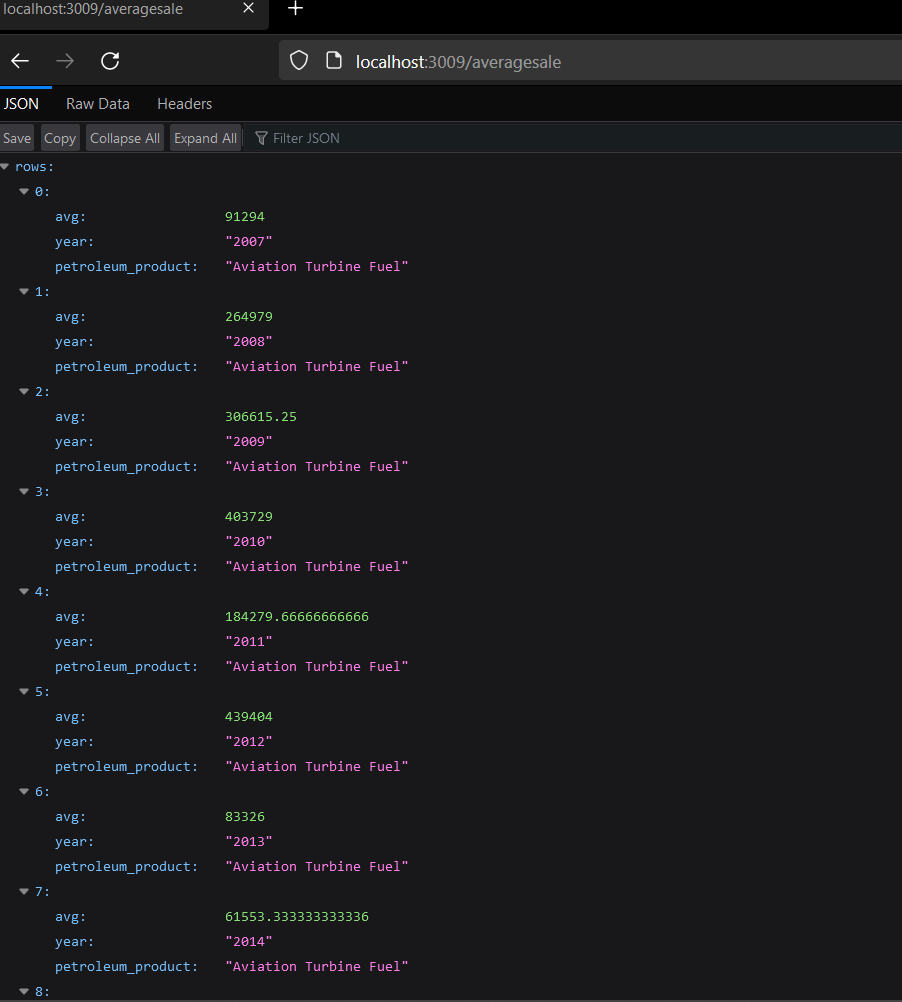 localhost:3009/averagesale
localhost:3009/averagesale
JSON Raw Data Headers
Save Copy Collapse All Expand All Filter JSON
rows:
0:
avg: 91294
year: "2007"
petroleum_product: "Aviation Turbine Fuel"
1:
avg: 264979
year: "2008"
petroleum_product: "Aviation Turbine Fuel"
2:
avg: 306615.25
year: "2009"
petroleum_product: "Aviation Turbine Fuel"
3:
avg: 403729
year: "2010"
petroleum_product: "Aviation Turbine Fuel"
4:
avg: 184279.66666666666
year: "2011"
petroleum_product: "Aviation Turbine Fuel"
5:
avg: 439404
year: "2012"
petroleum_product: "Aviation Turbine Fuel"
6:
avg: 83326
year: "2013"
petroleum_product: "Aviation Turbine Fuel"
7:
avg: 61553.333333333336
year: "2014"
petroleum_product: "Aviation Turbine Fuel"
8: